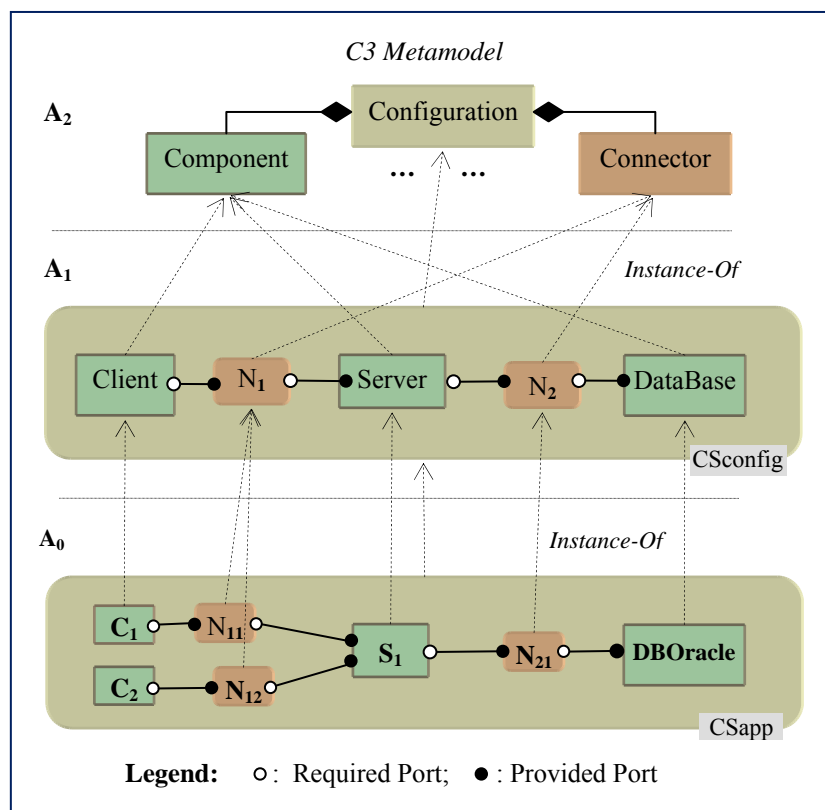 C3 Metamodel
A2
Configuration
Component
... ...
Connector
A1
Instance-Of
Client
N1
Server
N2
DataBase
CSconfig
A0
Instance-Of
C1
N11
S1
N21
DBOracle
C2
N12
CSapp
Legend: : Required Port; : Provided Port